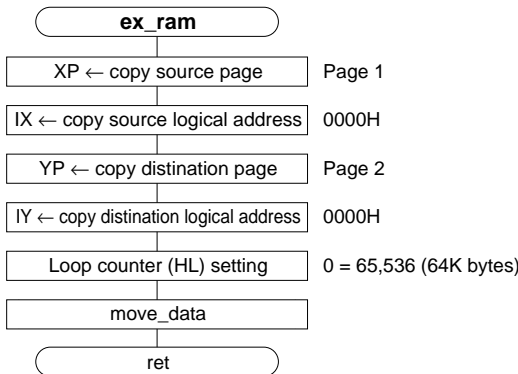 ex_ram
XP ← copy source page Page 1
IX ← copy source logical address 0000H
YP ← copy distination page Page 2
IY ← copy distination logical address 0000H
Loop counter (HL) setting 0 = 65,536 (64K bytes)
move_data
ret